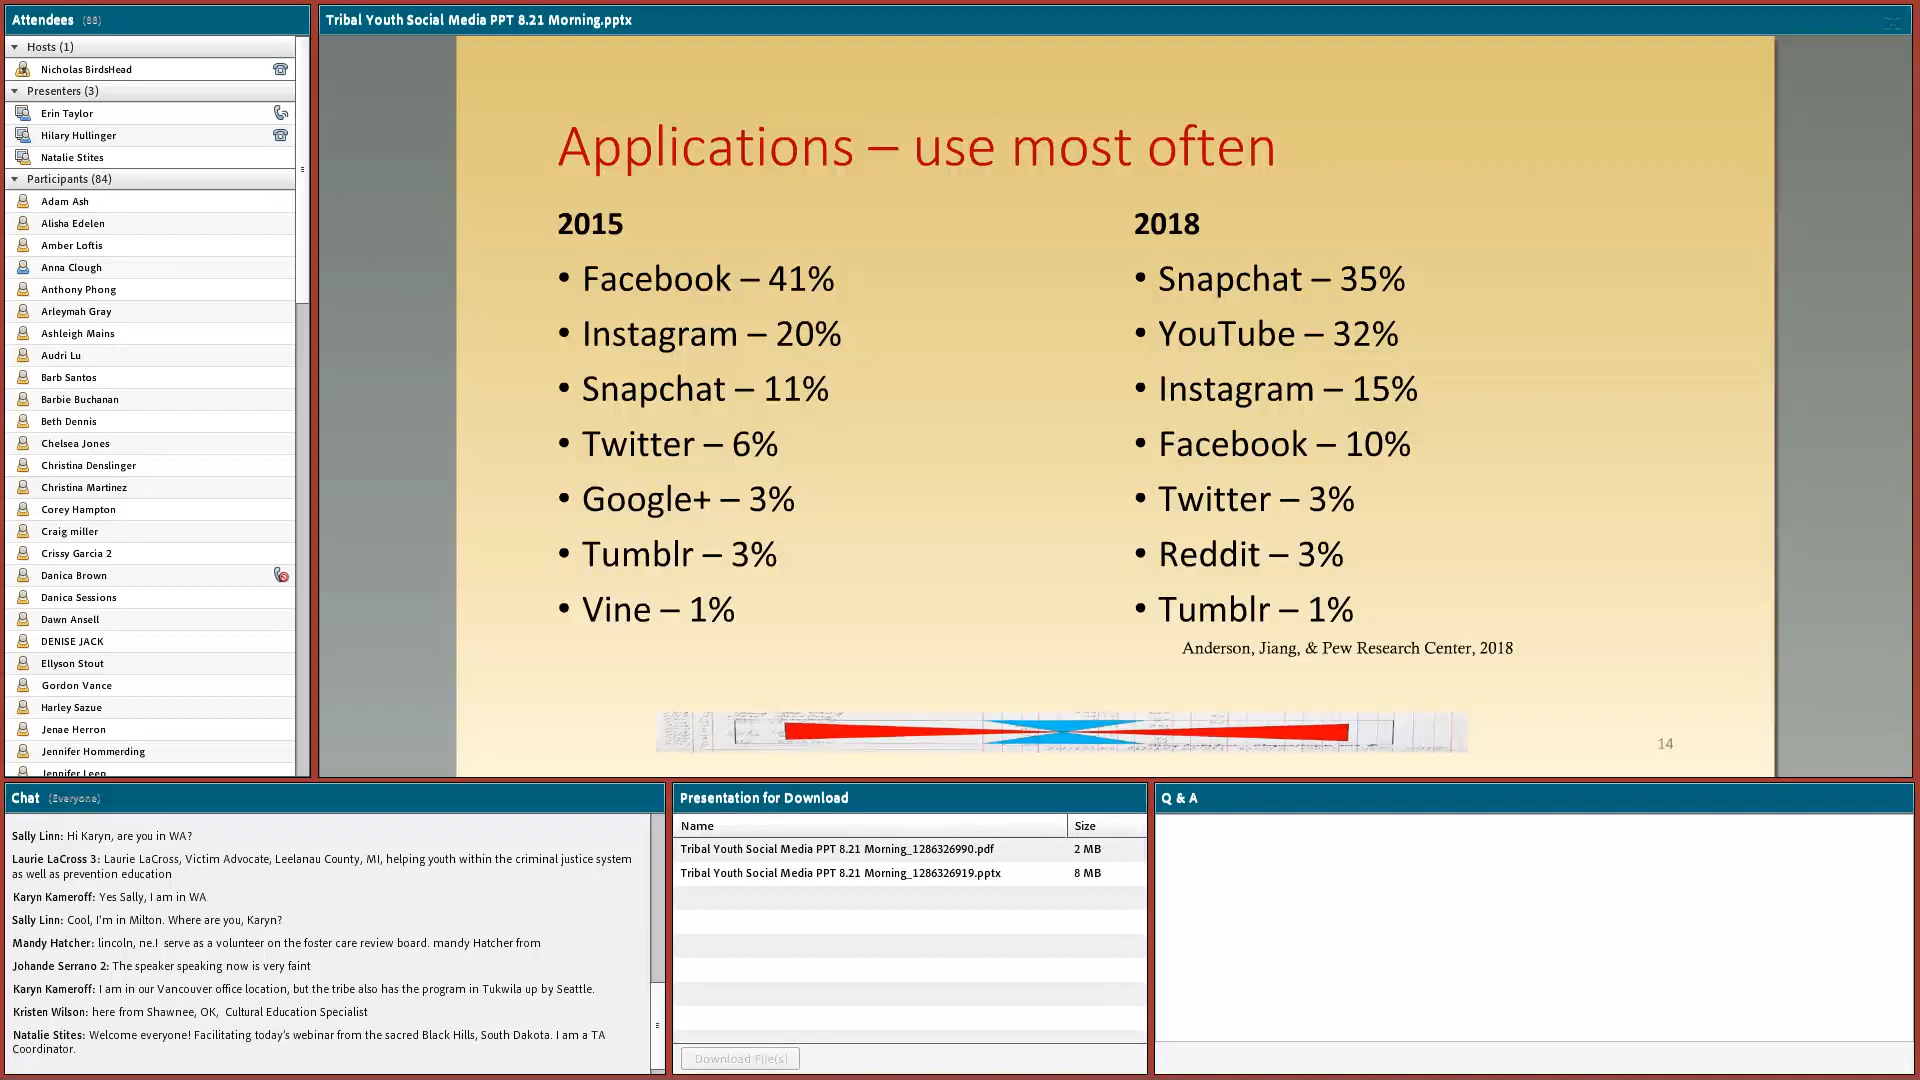 Attendees (88)
Hosts (1)
Nicholas BirdsHead
Presenters (3)
Erin Taylor
Hilary Hullinger
Natalie Stites
Participants (84)
Adam Ash
Alisha Edelen
Amber Loftis
Anna Clough
Anthony Phong
Arleymah Gray
Ashleigh Mains
Audri Lu
Barb Santos
Barbie Buchanan
Beth Dennis
Chelsea Jones
Christina Denslinger
Christina Martinez
Corey Hampton
Craig miller
Crissy Garcia 2
Danica Brown
Danica Sessions
Dawn Ansell
DENISE JACK
Ellyson Stout
Gordon Vance
Harley Sazue
Jenae Herron
Jennifer Hommerding
Jennifer Leep
Tribal Youth Social Media PPT 8.21 Morning.pptx
Applications – use most often
2015
• Facebook – 41%
• Instagram – 20%
• Snapchat – 11%
• Twitter – 6%
• Google+ – 3%
• Tumblr – 3%
• Vine – 1%
2018
• Snapchat – 35%
• YouTube – 32%
• Instagram – 15%
• Facebook – 10%
• Twitter – 3%
• Reddit – 3%
• Tumblr – 1%
Anderson, Jiang, & Pew Research Center, 2018
14
Chat (Everyone)
Sally Linn: Hi Karyn, are you in WA?
Laurie LaCross 3: Laurie LaCross, Victim Advocate, Leelanau County, MI, helping youth within the criminal justice system
as well as prevention education
Karyn Kameroff: Yes Sally, I am in WA
Sally Linn: Cool, I'm in Milton. Where are you, Karyn?
Mandy Hatcher: lincoln, ne.I serve as a volunteer on the foster care review board. mandy Hatcher from
Johande Serrano 2: The speaker speaking now is very faint
Karyn Kameroff: I am in our Vancouver office location, but the tribe also has the program in Tukwila up by Seattle.
Kristen Wilson: here from Shawnee, OK, Cultural Education Specialist
Natalie Stites: Welcome everyone! Facilitating today's webinar from the sacred Black Hills, South Dakota. I am a TA
Coordinator.
Presentation for Download
Name Size
Tribal Youth Social Media PPT 8.21 Morning_1286326990.pdf 2 MB
Tribal Youth Social Media PPT 8.21 Morning_1286326919.pptx 8 MB
Download File(s)
Q & A